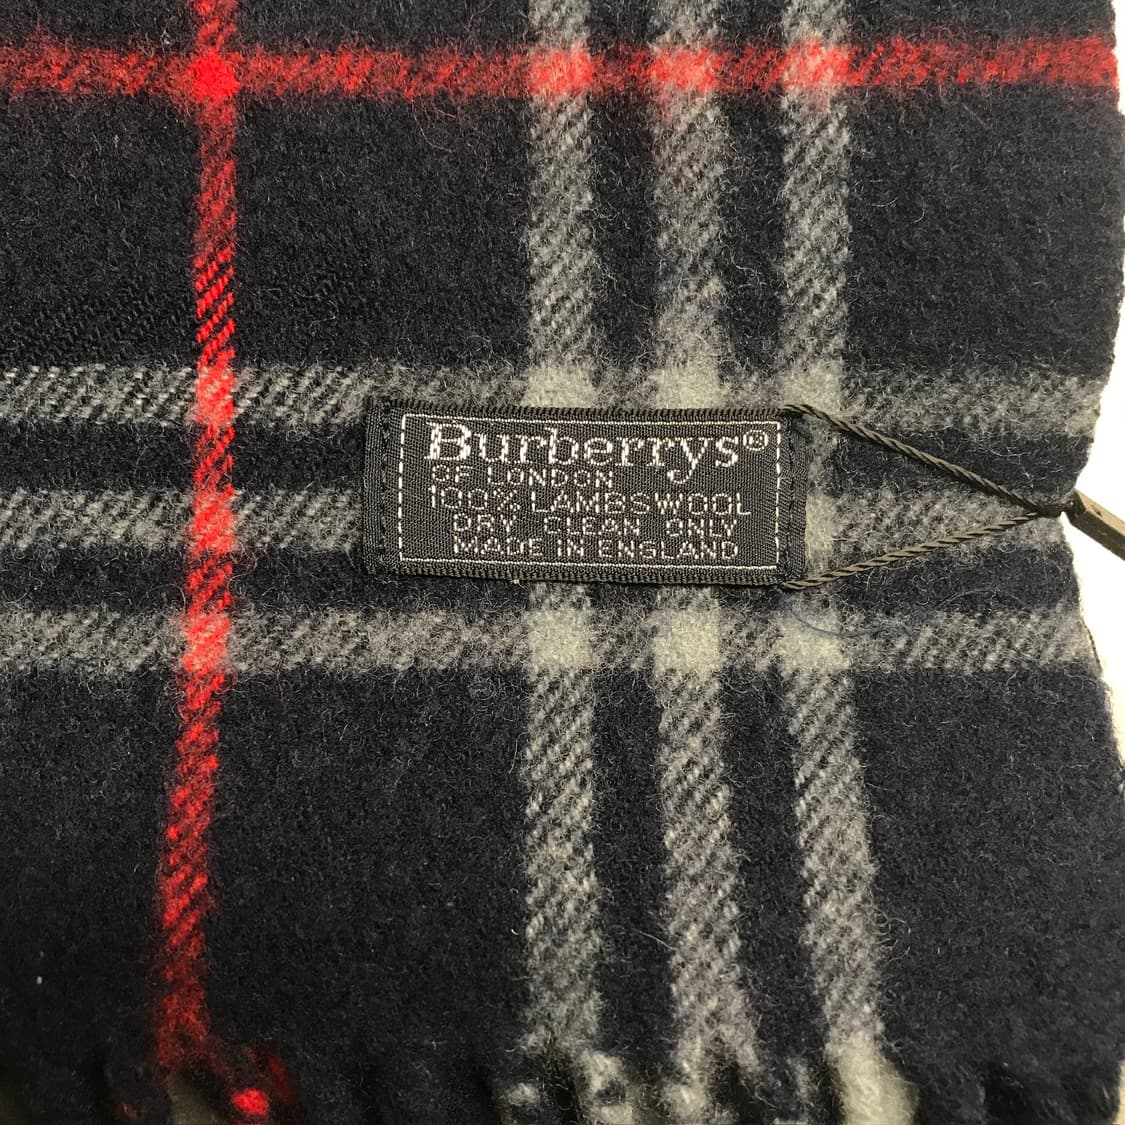 Burberrys®
OF LONDON
100% LAMBSWOOL
DRY CLEAN ONLY
MADE IN ENGLAND